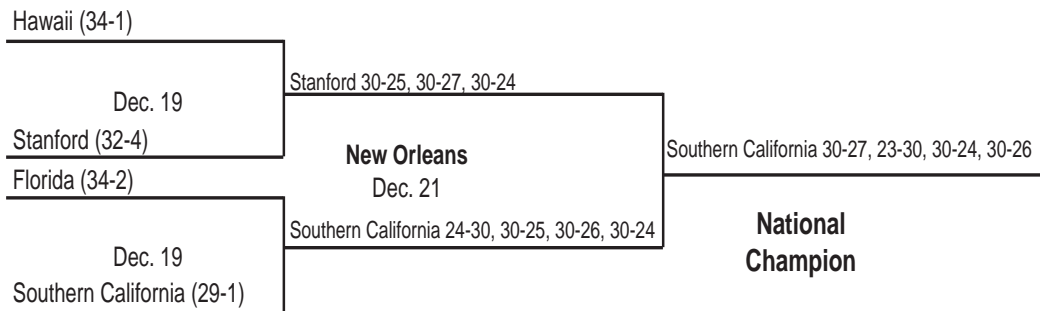 Hawaii (34-1)
Dec. 19
Stanford (32-4)
Stanford 30-25, 30-27, 30-24
Florida (34-2)
Dec. 19
Southern California (29-1)
Southern California 24-30, 30-25, 30-26, 30-24
New Orleans
Dec. 21
Southern California 30-27, 23-30, 30-24, 30-26
National
Champion